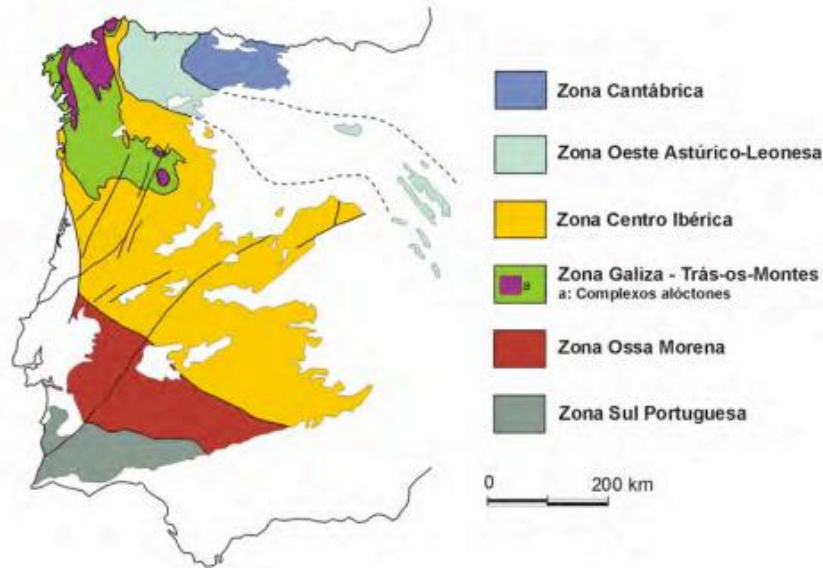 Zona Cantábrica
Zona Oeste Astúrico-Leonesa
Zona Centro Ibérica
a
Zona Galiza - Trás-os-Montes
a: Complexos alóctones
Zona Ossa Morena
Zona Sul Portuguesa
0 200 km